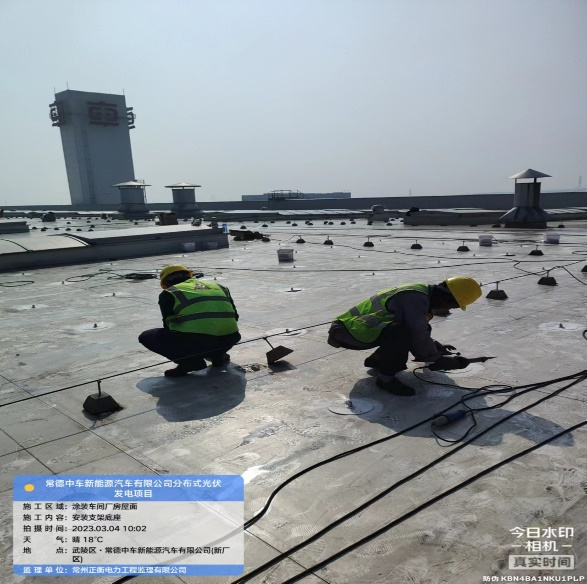 常德中车新能源汽车有限公司分布式光伏
发电项目
施工区域：涂装车间厂房屋面
施工内容：安装支架底座
拍摄时间：2023.03.04 10:02
天　　气：晴 18℃
地　　点：武陵区·常德中车新能源汽车有限公司(新厂
区)
监理单位：常州正衡电力工程监理有限公司
今日水印
相机
真实时间
防伪